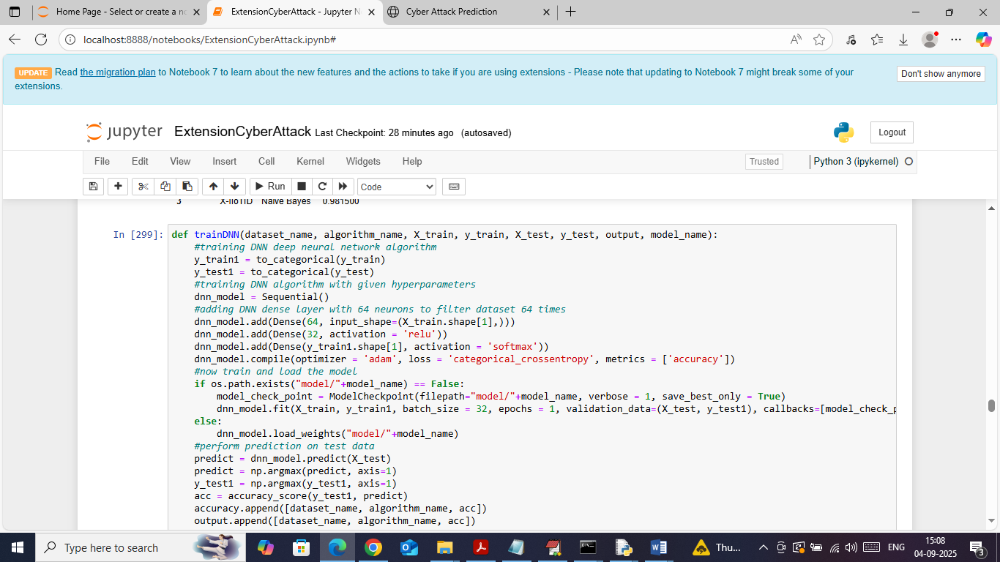 Home Page - Select or create a no
ExtensionCyberAttack - Jupyter N
Cyber Attack Prediction
localhost:8888/notebooks/ExtensionCyberAttack.ipynb#
UPDATE Read the migration plan to Notebook 7 to learn about the new features and the actions to take if you are using extensions - Please note that updating to Notebook 7 might break some of your
extensions.
Don't show anymore
jupyter ExtensionCyberAttack Last Checkpoint: 28 minutes ago (autosaved)
Logout
File Edit View Insert Cell Kernel Widgets Help
Trusted
Python 3 (ipykernel)
Run
Code
3 X-IIoTID Naive Bayes 0.981500
In [299]: def trainDNN(dataset_name, algorithm_name, X_train, y_train, X_test, y_test, output, model_name):
#training DNN deep neural network algorithm
y_train1 = to_categorical(y_train)
y_test1 = to_categorical(y_test)
#training DNN algorithm with given hyperparameters
dnn_model = Sequential()
#adding DNN dense layer with 64 neurons to filter dataset 64 times
dnn_model.add(Dense(64, input_shape=(X_train.shape[1],)))
dnn_model.add(Dense(32, activation = 'relu'))
dnn_model.add(Dense(y_train1.shape[1], activation = 'softmax'))
dnn_model.compile(optimizer = 'adam', loss = 'categorical_crossentropy', metrics = ['accuracy'])
#now train and load the model
if os.path.exists("model/"+model_name) == False:
model_check_point = ModelCheckpoint(filepath="model/"+model_name, verbose = 1, save_best_only = True)
dnn_model.fit(X_train, y_train1, batch_size = 32, epochs = 1, validation_data=(X_test, y_test1), callbacks=[model_check_p
else:
dnn_model.load_weights("model/"+model_name)
#perform prediction on test data
predict = dnn_model.predict(X_test)
predict = np.argmax(predict, axis=1)
y_test1 = np.argmax(y_test1, axis=1)
acc = accuracy_score(y_test1, predict)
accuracy.append([dataset_name, algorithm_name, acc])
output.append([dataset_name, algorithm_name, acc])
Type here to search
Thu...
ENG
15:08
04-09-2025
3